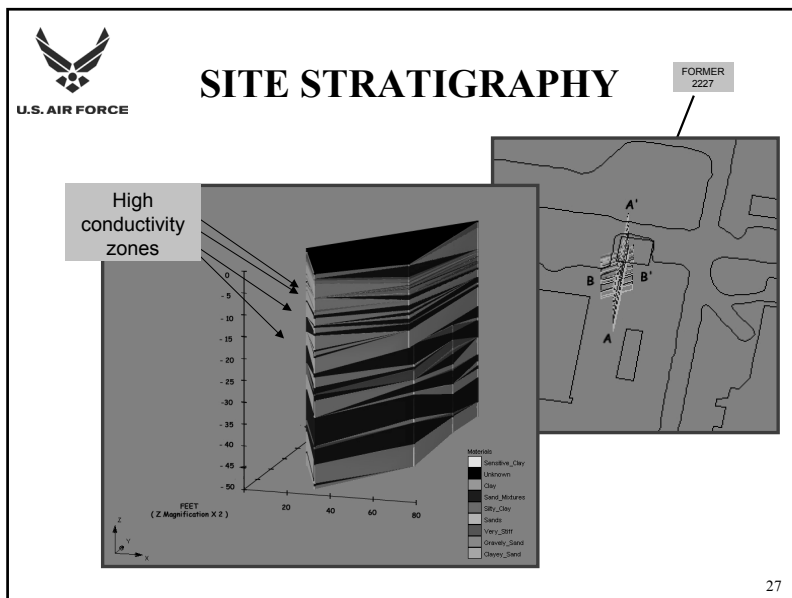 U.S. AIR FORCE
SITE STRATIGRAPHY
FORMER
2227
High
conductivity
zones
A'
B
B'
A
0
- 5
- 10
- 15
- 20
- 25
- 30
- 35
- 40
- 45
- 50
FEET
( Z Magnification X 2 )
20
40
60
80
Z
Y
X
Materials
Sensitive_Clay
Unknown
Clay
Sand_Mixtures
Silty_Clay
Sands
Very_Stiff
Gravely_Sand
Clayey_Sand
27